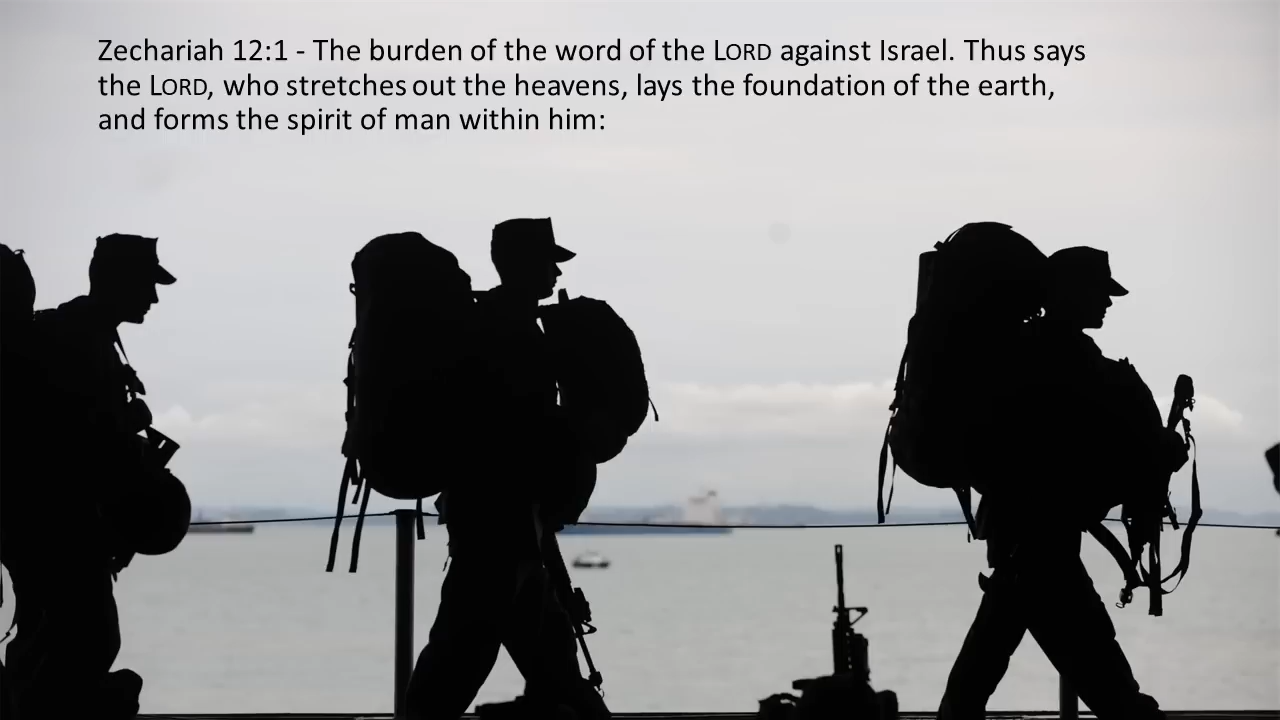 Zechariah 12:1 - The burden of the word of the LORD against Israel. Thus says
the LORD, who stretches out the heavens, lays the foundation of the earth,
and forms the spirit of man within him: